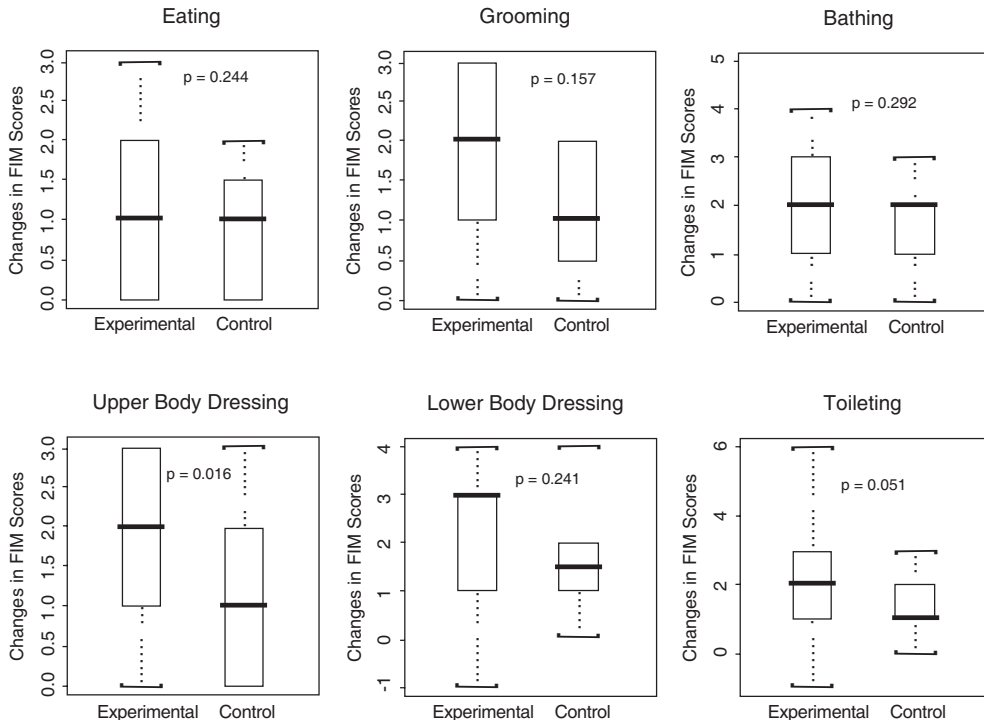 Eating
Changes in FIM Scores
3.0
2.5
2.0
1.5
1.0
0.5
0.0
p = 0.244
Experimental Control
Grooming
Changes in FIM Scores
3.0
2.5
2.0
1.5
1.0
0.5
0.0
p = 0.157
Experimental Control
Bathing
Changes in FIM Scores
5
4
3
2
1
0
p = 0.292
Experimental Control
Upper Body Dressing
Changes in FIM Scores
3.0
2.5
2.0
1.5
1.0
0.5
0.0
p = 0.016
Experimental Control
Lower Body Dressing
Changes in FIM Scores
4
3
2
1
0
-1
p = 0.241
Experimental Control
Toileting
Changes in FIM Scores
6
4
2
0
p = 0.051
Experimental Control